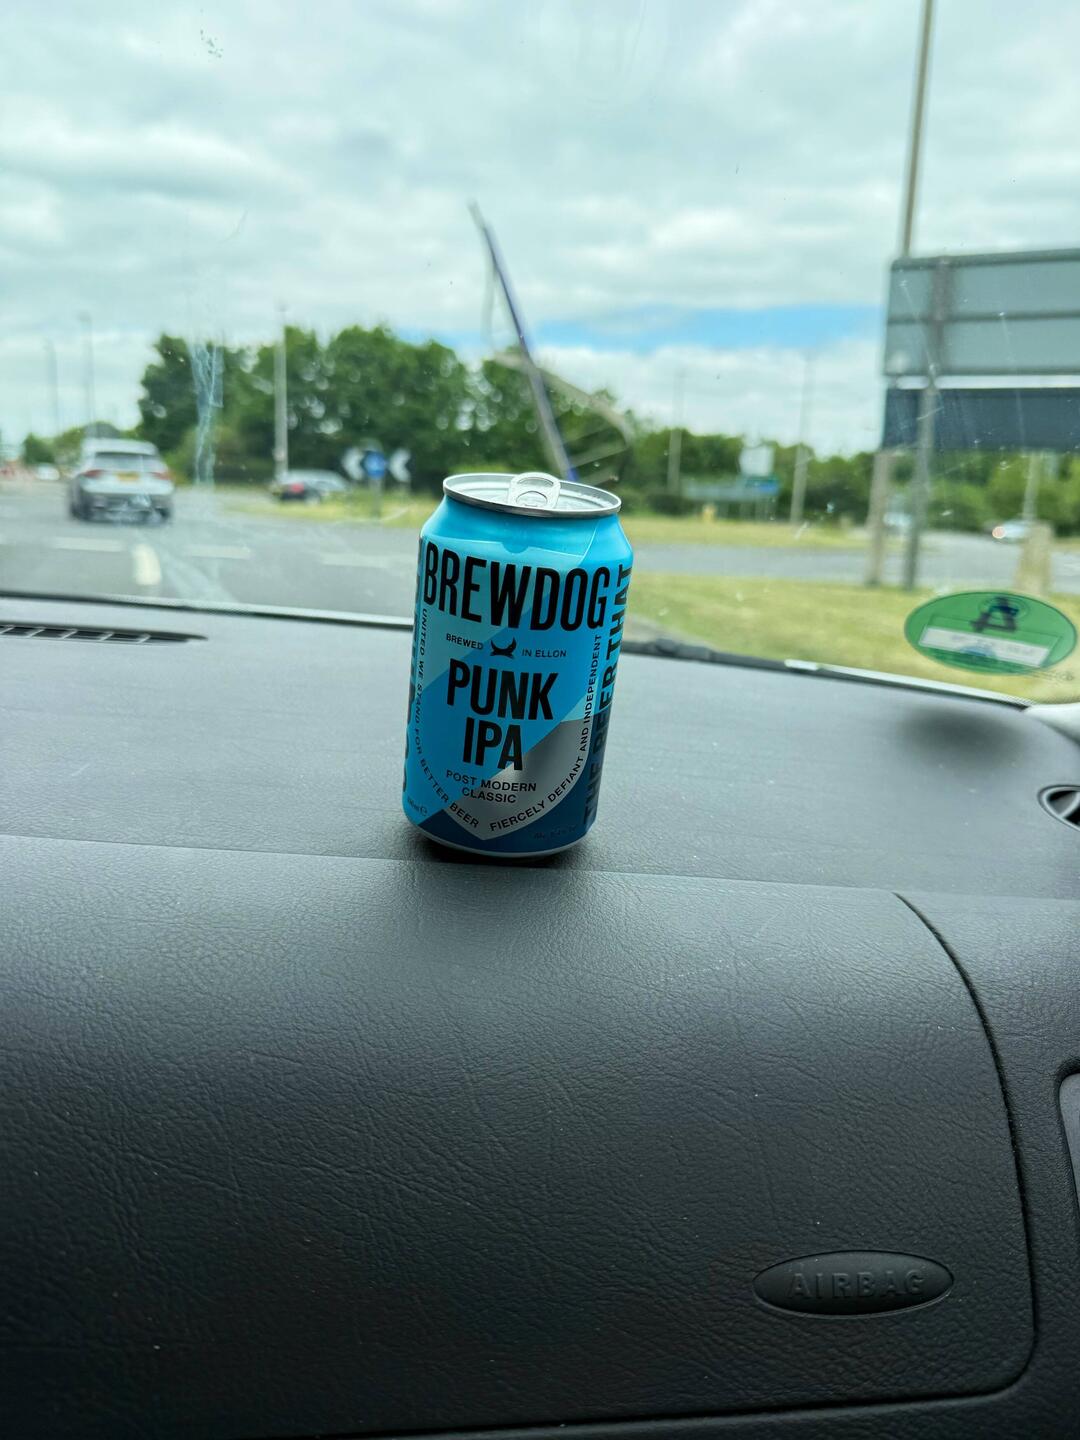 BREWDOG
BREWED IN ELLON
PUNK
IPA
POST MODERN
CLASSIC
UNITED WE STAND FOR BETTER BEER
FIERCELY DEFIANT AND INDEPENDENT
THE BEER THAT
AIRBAG